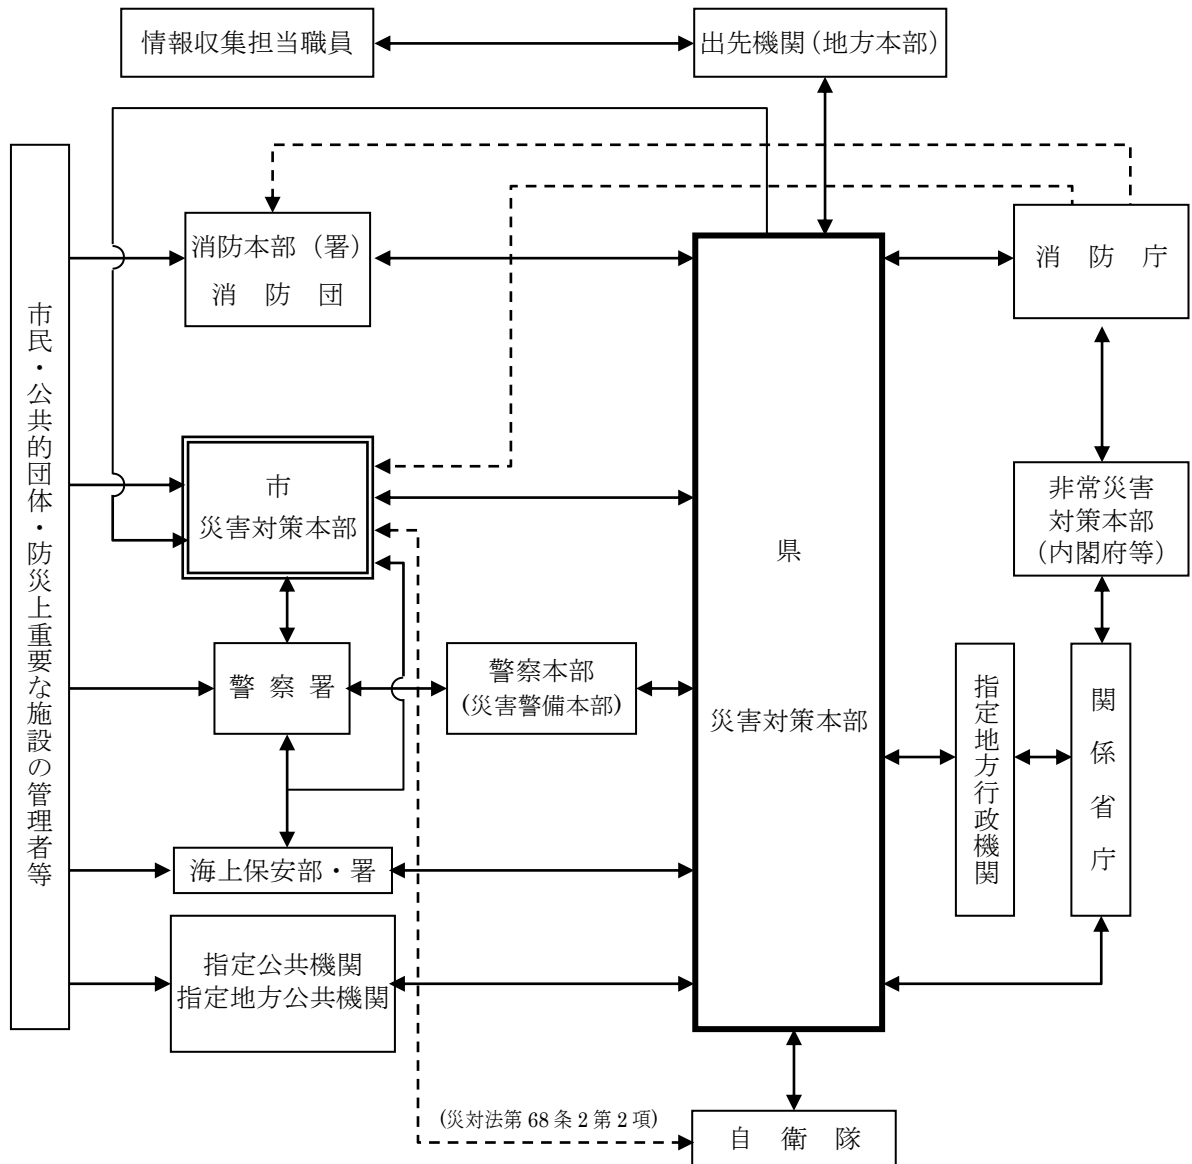 情報収集担当職員
出先機関(地方本部)
消防本部（署）
消　防　団
消　防　庁
市民・公共的団体・防災上重要な施設の管理者等
市
災害対策本部
県
災害対策本部
非常災害
対策本部
(内閣府等)
警 察 署
警察本部
(災害警備本部)
指定地方行政機関
関係省庁
海上保安部・署
指定公共機関
指定地方公共機関
(災対法第 68 条 2 第 2 項)
自　衛　隊